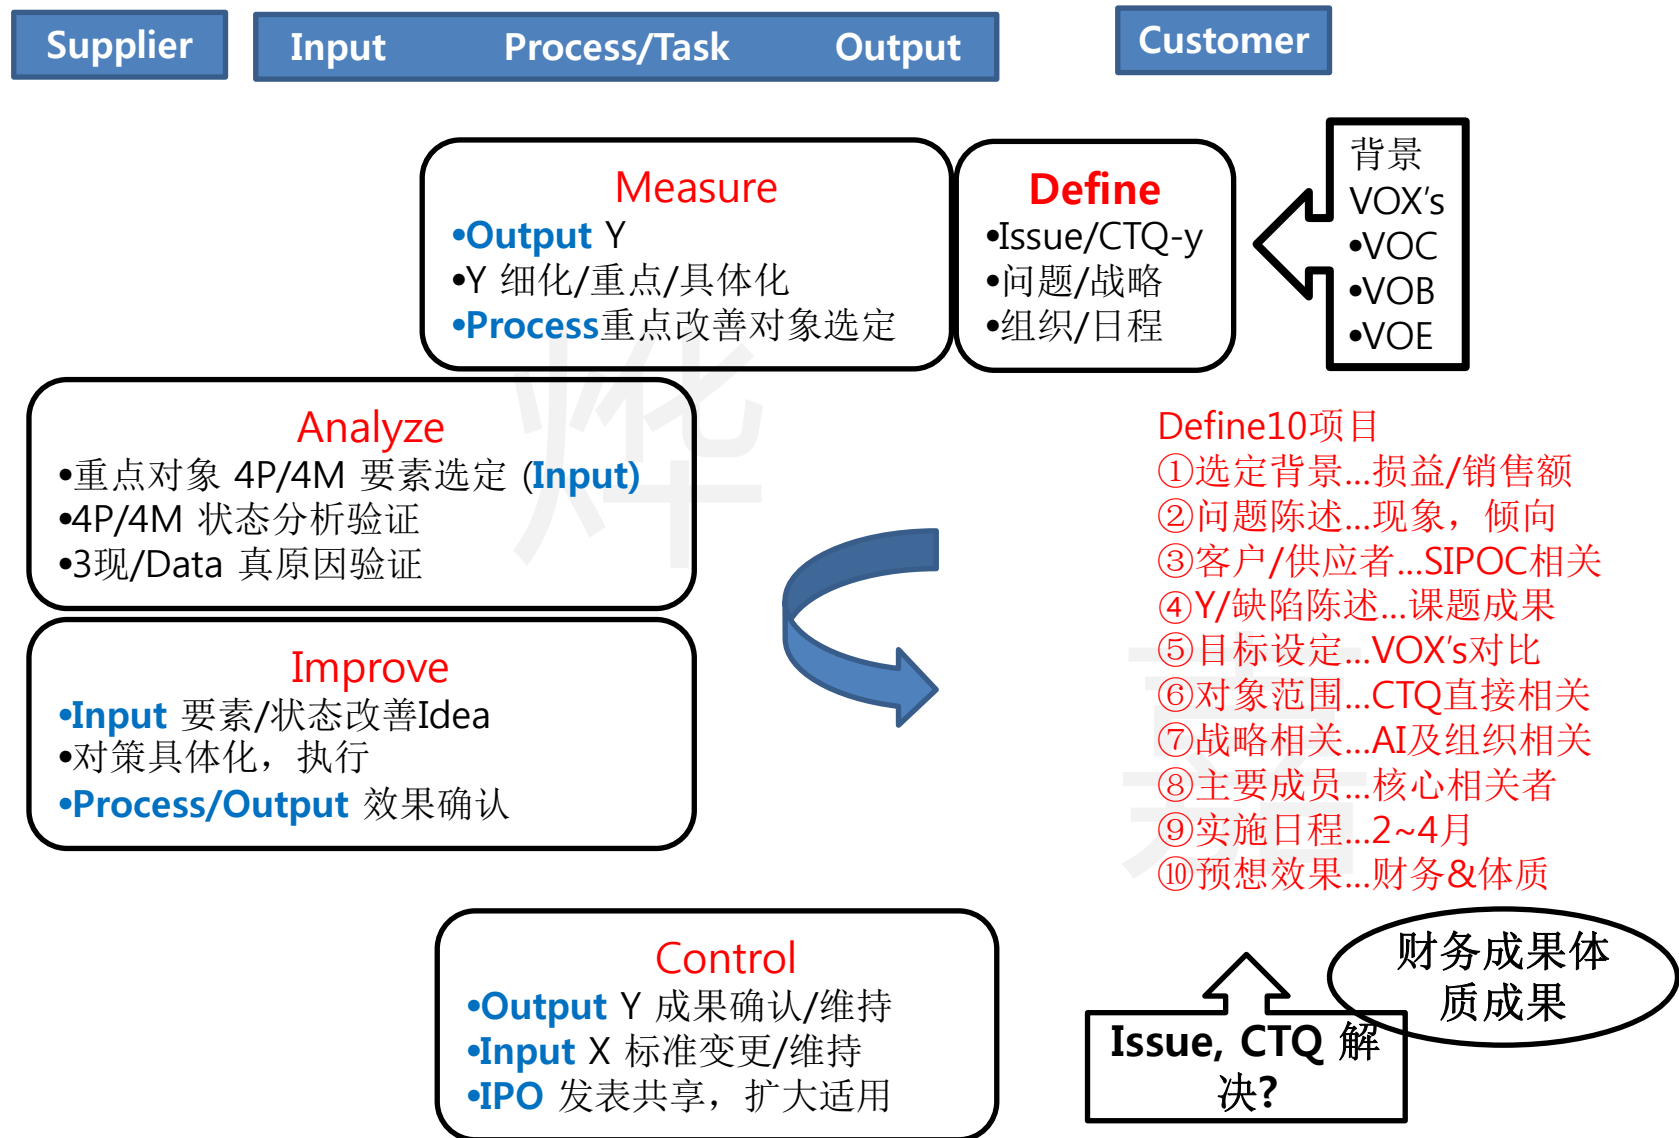 Supplier
Input Process/Task Output
Customer
Measure
•Output Y
•Y 细化/重点/具体化
•Process重点改善对象选定
Define
•Issue/CTQ-y
•问题/战略
•组织/日程
背景
VOX's
•VOC
•VOB
•VOE
Analyze
•重点对象 4P/4M 要素选定 (Input)
•4P/4M 状态分析验证
•3现/Data 真原因验证
Improve
•Input 要素/状态改善Idea
•对策具体化，执行
•Process/Output 效果确认
Define10项目
①选定背景...损益/销售额
②问题陈述...现象，倾向
③客户/供应者...SIPOC相关
④Y/缺陷陈述...课题成果
⑤目标设定...VOX's对比
⑥对象范围...CTQ直接相关
⑦战略相关...AI及组织相关
⑧主要成员...核心相关者
⑨实施日程...2~4月
⑩预想效果...财务&体质
Control
•Output Y 成果确认/维持
•Input X 标准变更/维持
•IPO 发表共享，扩大适用
Issue, CTQ 解
决?
财务成果体
质成果
烨
嘉